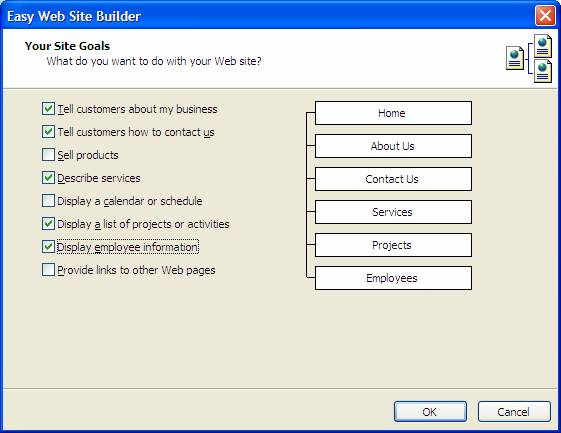 Easy Web Site Builder
Your Site Goals
What do you want to do with your Web site?
Tell customers about my business
Tell customers how to contact us
Sell products
Describe services
Display a calendar or schedule
Display a list of projects or activities
Display employee information
Provide links to other Web pages
Home
About Us
Contact Us
Services
Projects
Employees
OK
Cancel